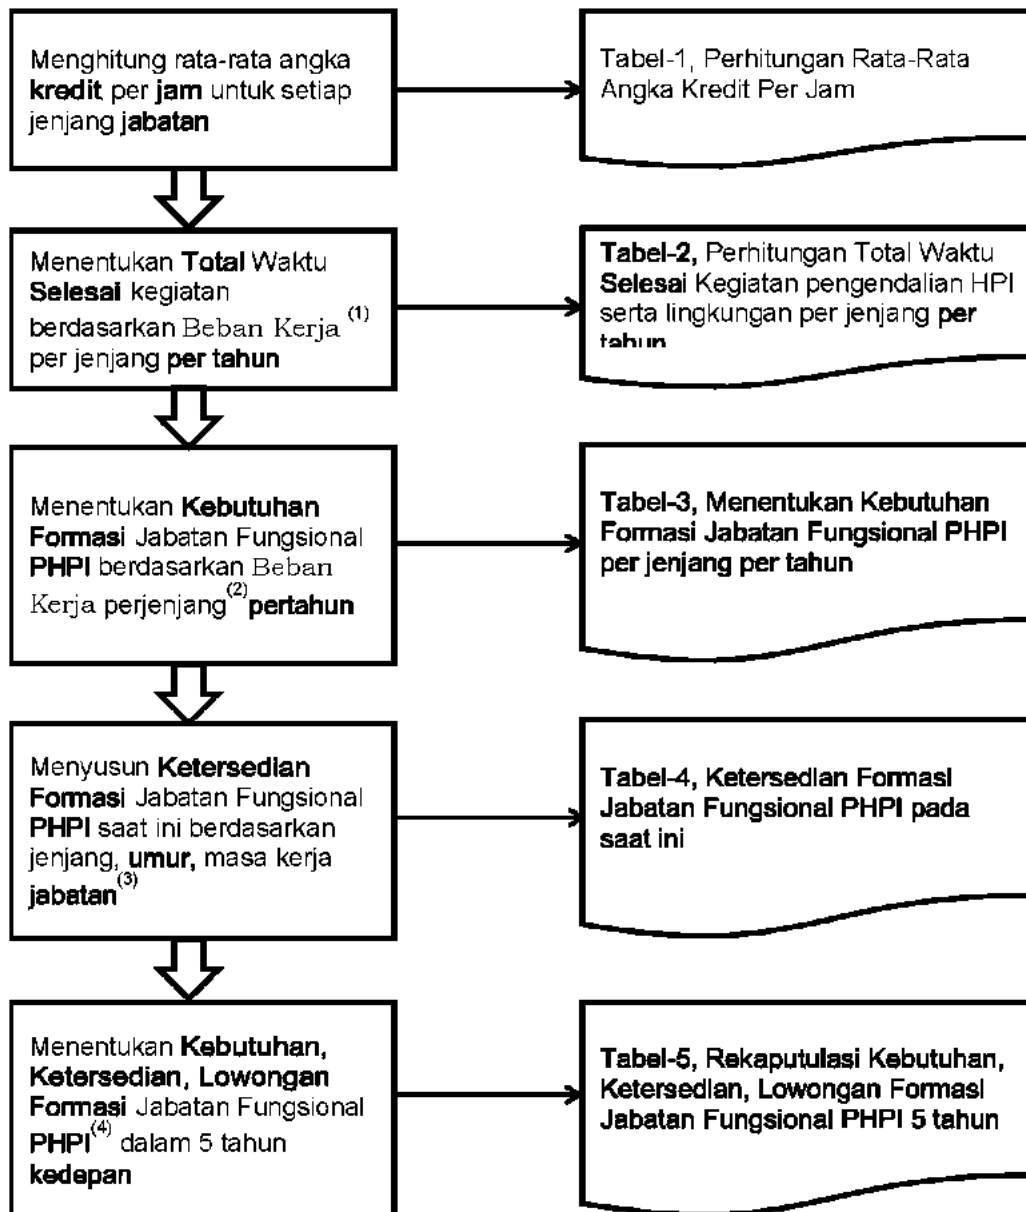 Menghitung rata-rata angka
kredit per jam untuk setiap
jenjang jabatan
Tabel-1, Perhitungan Rata-Rata
Angka Kredit Per Jam
Menentukan Total Waktu
Selesai kegiatan
berdasarkan Beban Kerja (1)
per jenjang per tahun
Tabel-2, Perhitungan Total Waktu
Selesai Kegiatan pengendalian HPI
serta lingkungan per jenjang per
tahun
Menentukan Kebutuhan
Formasi Jabatan Fungsional
PHPI berdasarkan Beban
Kerja perjenjang(2) pertahun
Tabel-3, Menentukan Kebutuhan
Formasi Jabatan Fungsional PHPI
per jenjang per tahun
Menyusun Ketersedian
Formasi Jabatan Fungsional
PHPI saat ini berdasarkan
jenjang, umur, masa kerja
jabatan(3)
Tabel-4, Ketersedian Formasi
Jabatan Fungsional PHPI pada
saat ini
Menentukan Kebutuhan,
Ketersedian, Lowongan
Formasi Jabatan Fungsional
PHPI(4) dalam 5 tahun
kedepan
Tabel-5, Rekaputulasi Kebutuhan,
Ketersedian, Lowongan Formasi
Jabatan Fungsional PHPI 5 tahun